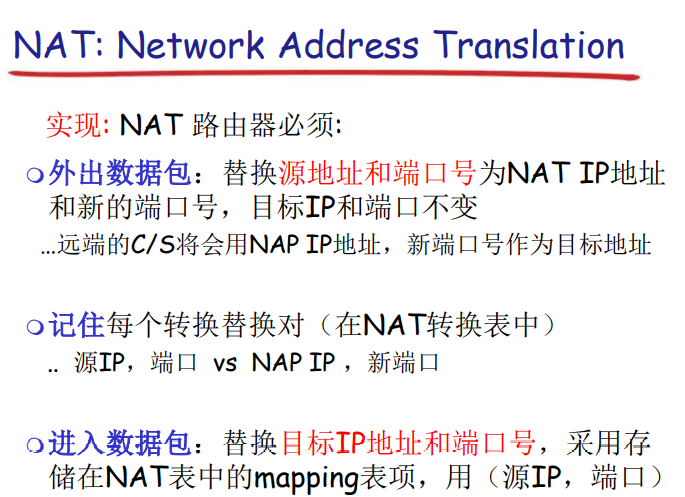 NAT: Network Address Translation
实现: NAT 路由器必须:
外出数据包：替换源地址和端口号为NAT IP地址
和新的端口号，目标IP和端口不变
…远端的C/S将会用NAP IP地址，新端口号作为目标地址
记住每个转换替换对（在NAT转换表中）
.. 源IP，端口 vs NAP IP ，新端口
进入数据包：替换目标IP地址和端口号，采用存
储在NAT表中的mapping表项，用（源IP，端口）